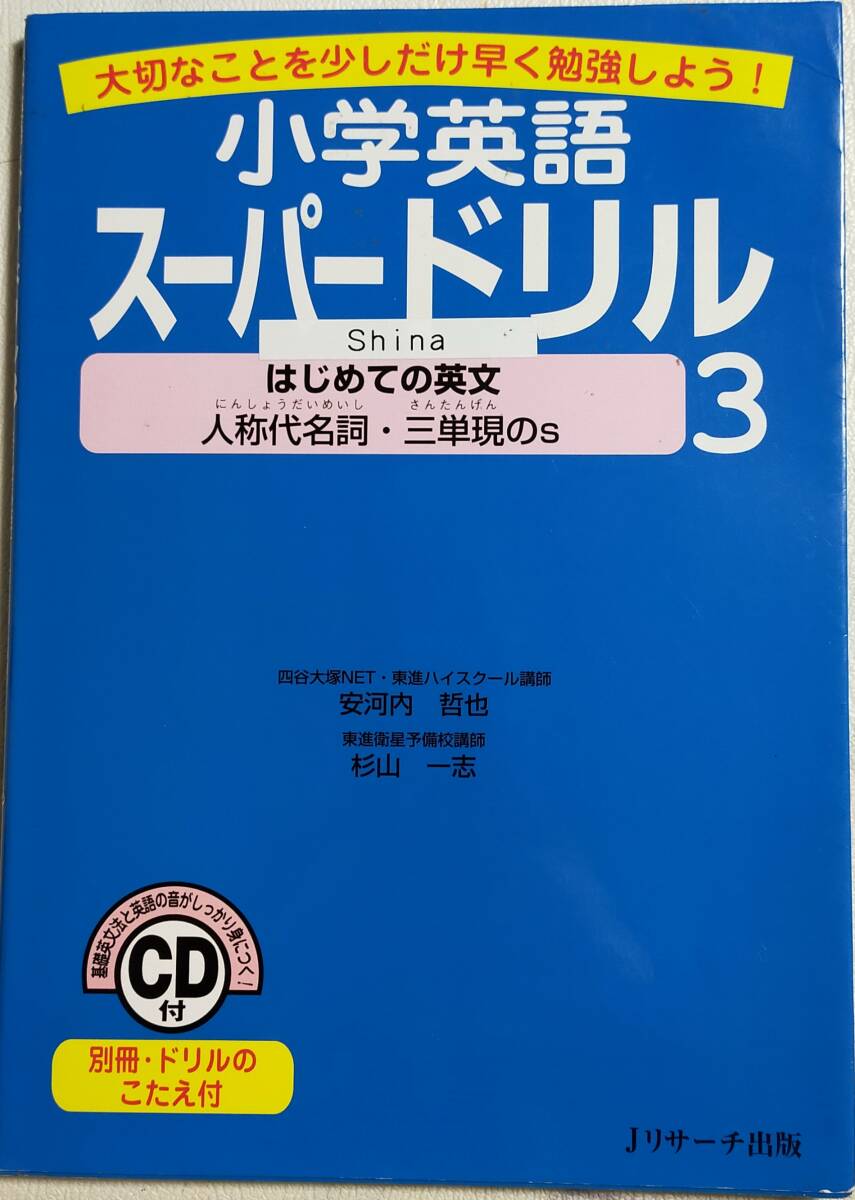 大切なことを少しだけ早く勉強しよう！
小学英語
スーパードリル
Shina
3
はじめての英文
にんしょうだいめいし さんたんげん
人称代名詞・三単現のs
四谷大塚NET・東進ハイスクール講師
安河内 哲也
東進衛星予備校講師
杉山 一志
基礎英文法と英語の音がしっかり身につく！
CD
付
別冊・ドリルの
こたえ付
Jリサーチ出版